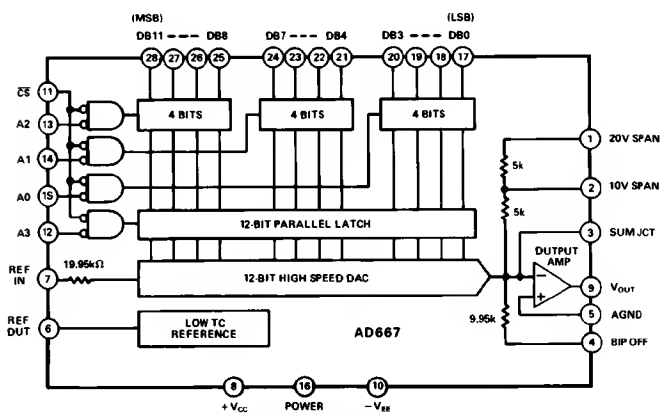 (MSB) (LSB)
DB11 ---- DB8 DB7 ---- DB4 DB3 ---- DB0
28 27 26 25 24 23 22 21 20 19 18 17
CS 11
4 BITS 4 BITS 4 BITS
A2 13
1 20V SPAN
A1 14
5k
2 10V SPAN
A0 1S
5k
12-BIT PARALLEL LATCH
3 SUM JCT
A3 12
DUTPUT
AMP
REF
IN 7 19.95kΩ
12-BIT HIGH SPEED DAC
−
9 VOUT
+
5 AGND
REF
DUT 6
LOW TC
REFERENCE
AD667
9.95k
4 BIP OFF
8 16 10
+VCC POWER −VEE